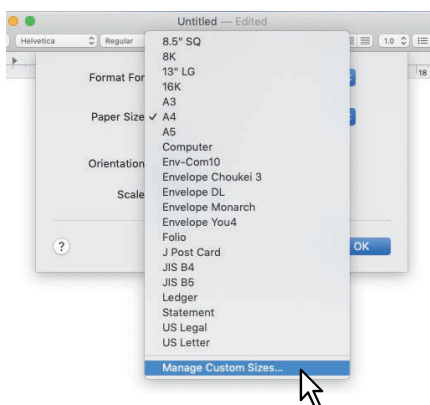 Untitled — Edited
Helvetica Regular 1.0
18
Format For
Paper Size ✓ A4
Orientation
Scale
8.5" SQ
8K
13" LG
16K
A3
A5
Computer
Env-Com10
Envelope Choukei 3
Envelope DL
Envelope Monarch
Envelope You4
Folio
J Post Card
JIS B4
JIS B5
Ledger
Statement
US Legal
US Letter
Manage Custom Sizes...
? OK